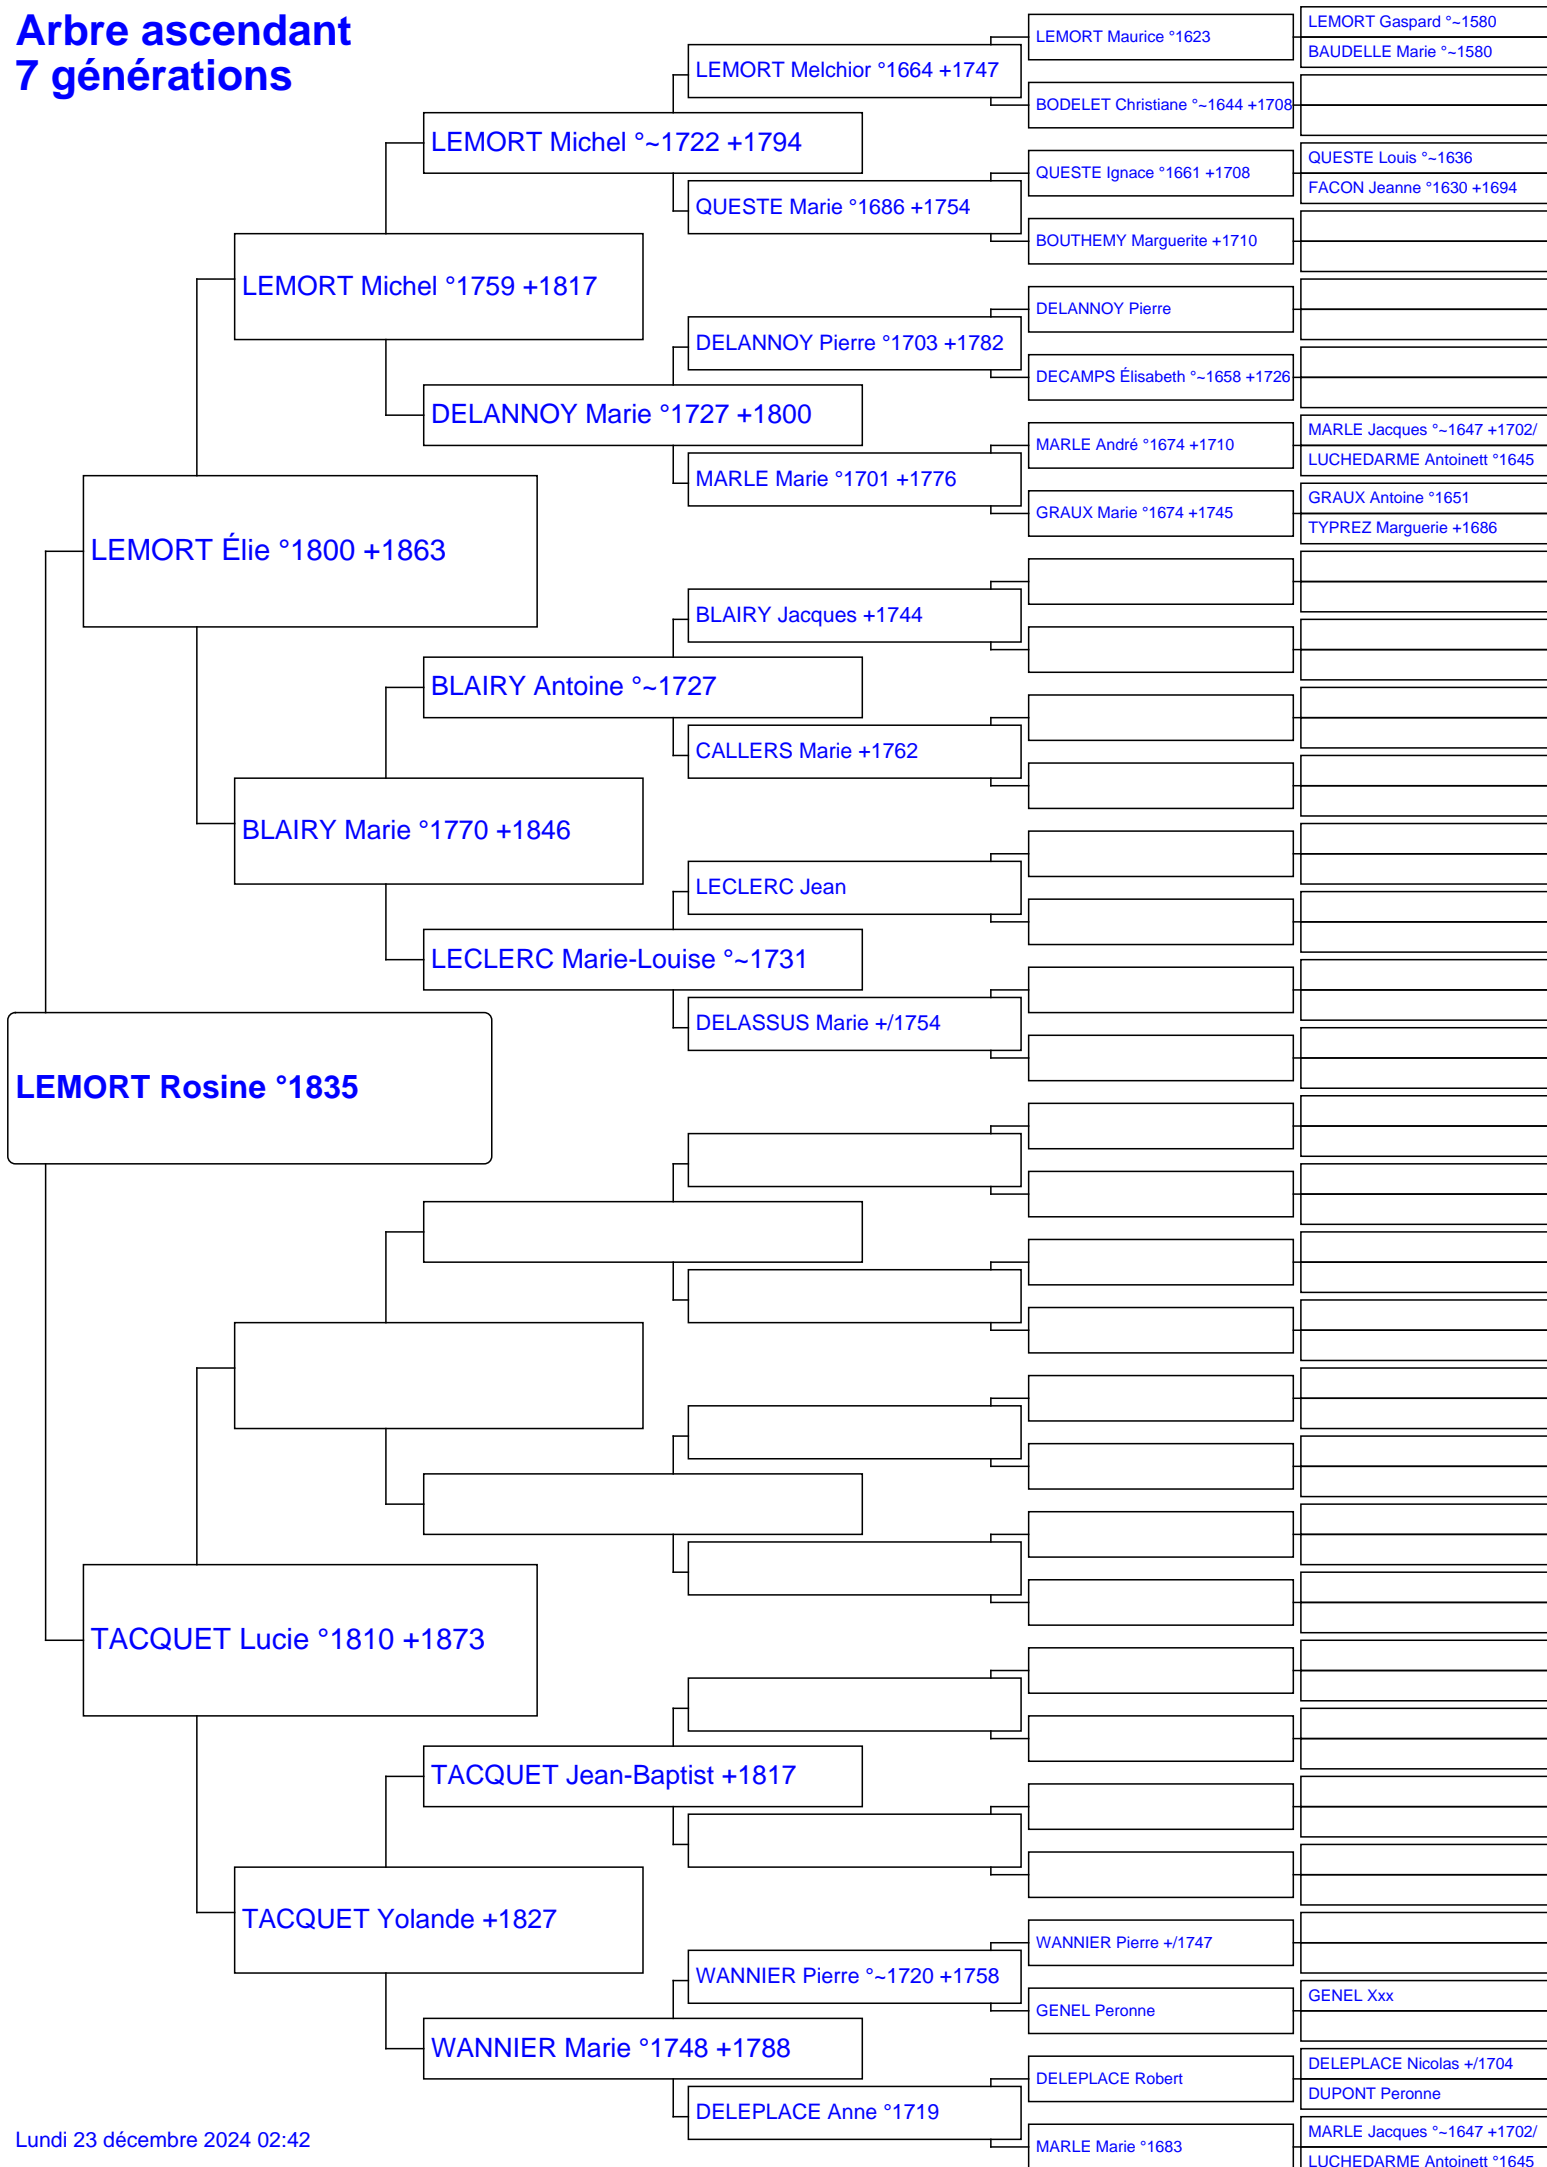 Arbre ascendant
7 générations
LEMORT Rosine °1835
LEMORT Élie °1800 +1863
TACQUET Lucie °1810 +1873
LEMORT Michel °1759 +1817
BLAIRY Marie °1770 +1846
TACQUET Yolande +1827
LEMORT Michel °~1722 +1794
DELANNOY Marie °1727 +1800
BLAIRY Antoine °~1727
LECLERC Marie-Louise °~1731
TACQUET Jean-Baptist +1817
WANNIER Marie °1748 +1788
LEMORT Melchior °1664 +1747
QUESTE Marie °1686 +1754
DELANNOY Pierre °1703 +1782
MARLE Marie °1701 +1776
BLAIRY Jacques +1744
CALLERS Marie +1762
LECLERC Jean
DELASSUS Marie +/1754
WANNIER Pierre °~1720 +1758
DELEPLACE Anne °1719
LEMORT Maurice °1623
BODELET Christiane °~1644 +1708
QUESTE Ignace °1661 +1708
BOUTHEMY Marguerite +1710
DELANNOY Pierre
DECAMPS Élisabeth °~1658 +1726
MARLE André °1674 +1710
GRAUX Marie °1674 +1745
WANNIER Pierre +/1747
GENEL Peronne
DELEPLACE Robert
MARLE Marie °1683
LEMORT Gaspard °~1580
BAUDELLE Marie °~1580
QUESTE Louis °~1636
FACON Jeanne °1630 +1694
MARLE Jacques °~1647 +1702/
LUCHEDARME Antoinett °1645
GRAUX Antoine °1651
TYPREZ Marguerie +1686
GENEL Xxx
DELEPLACE Nicolas +/1704
DUPONT Peronne
MARLE Jacques °~1647 +1702/
LUCHEDARME Antoinett °1645
Lundi 23 décembre 2024 02:42